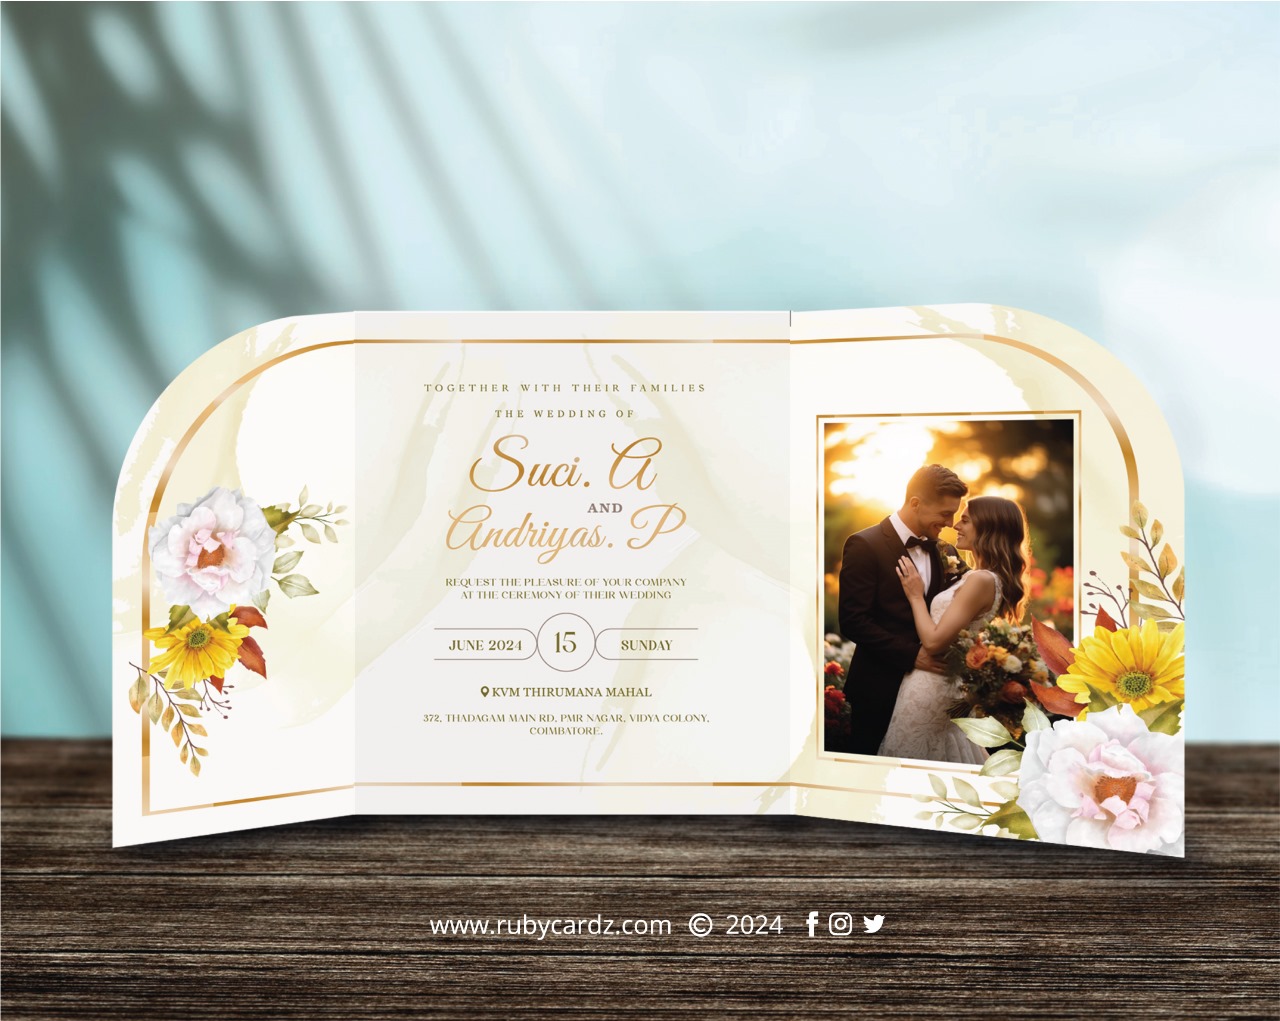 TOGETHER WITH THEIR FAMILIES
THE WEDDING OF
Suci. A
AND
Andriyas. P
REQUEST THE PLEASURE OF YOUR COMPANY
AT THE CEREMONY OF THEIR WEDDING
JUNE 2024 15 SUNDAY
KVM THIRUMANA MAHAL
372, THADAGAM MAIN RD, PMR NAGAR, VIDYA COLONY,
COIMBATORE.
www.rubycardz.com © 2024